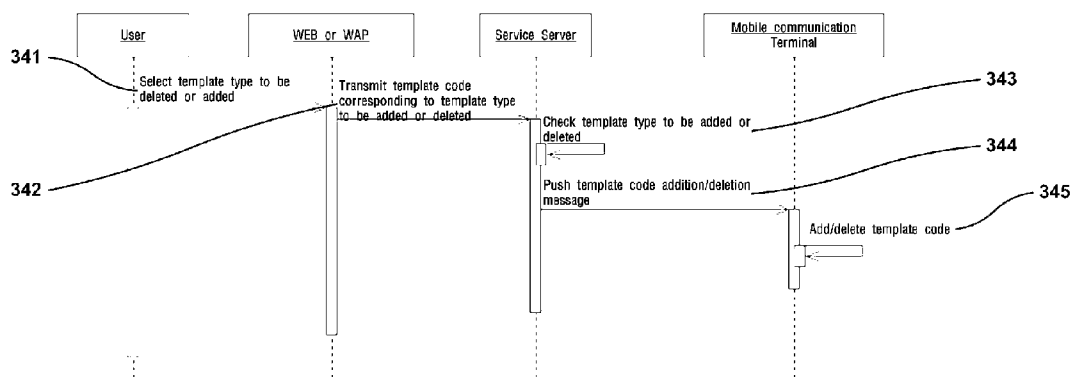 User
WEB or WAP
Service Server
Mobile communication
Terminal
341
Select template type to be
deleted or added
342
Transmit template code
corresponding to template type
to be added or deleted
343
Check template type to be added or
deleted
344
Push template code addition/deletion
message
345
Add/delete template code